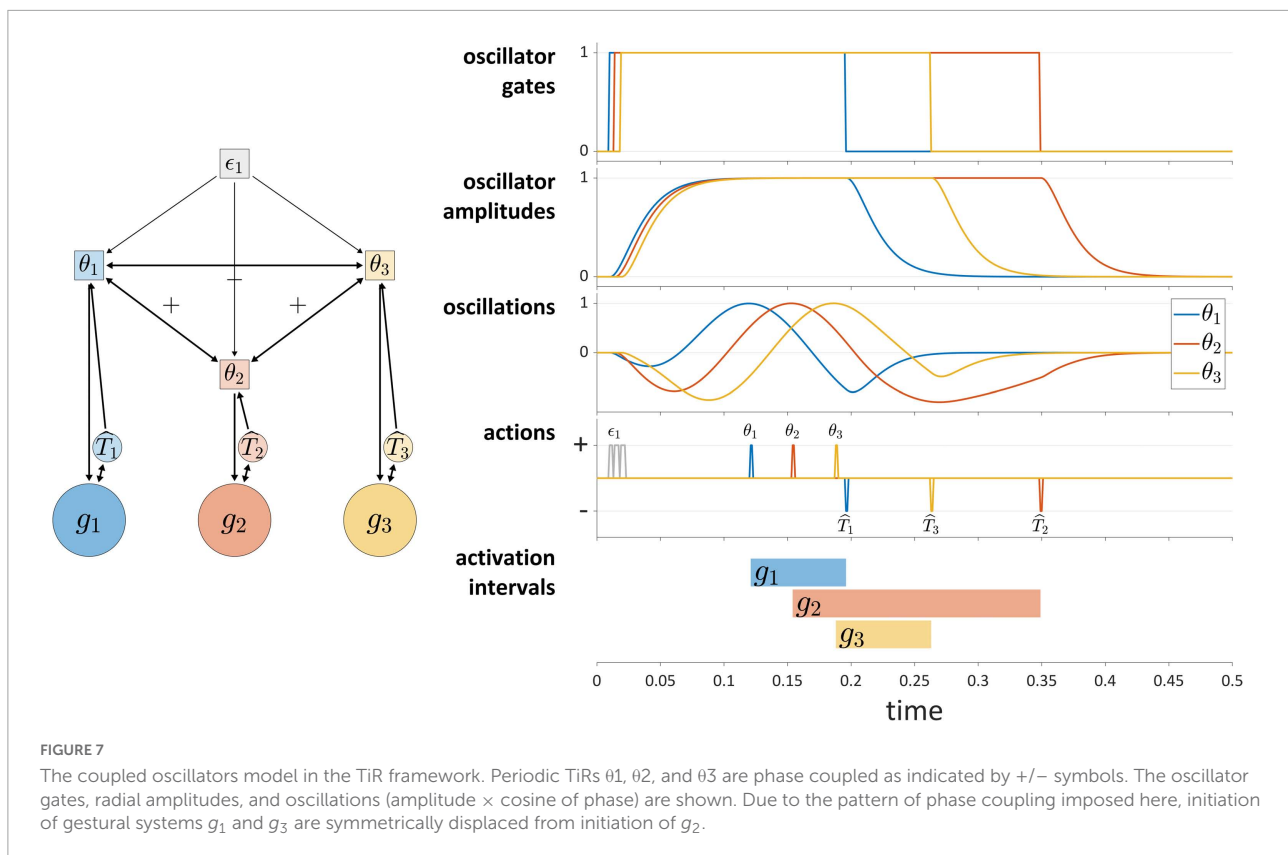 ϵ₁
θ₁
θ₃
−
+
+
θ₂
T̂₁
T̂₂
T̂₃
g₁
g₂
g₃
oscillator
gates
1
0
oscillator
amplitudes
1
0
oscillations
1
0
θ₁
θ₂
θ₃
actions
+
-
ϵ₁
θ₁
θ₂
θ₃
T̂₁
T̂₃
T̂₂
activation
intervals
g₁
g₂
g₃
0 0.05 0.1 0.15 0.2 0.25 0.3 0.35 0.4 0.45 0.5
time
FIGURE 7
The coupled oscillators model in the TiR framework. Periodic TiRs θ1, θ2, and θ3 are phase coupled as indicated by +/− symbols. The oscillator
gates, radial amplitudes, and oscillations (amplitude × cosine of phase) are shown. Due to the pattern of phase coupling imposed here, initiation
of gestural systems g₁ and g₃ are symmetrically displaced from initiation of g₂.